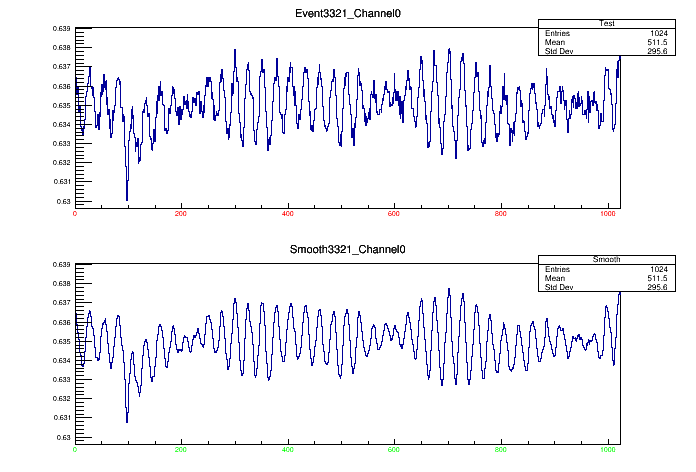 Event3321_Channel0
Test
Entries 1024
Mean 511.5
Std Dev 295.6
0.639
0.638
0.637
0.636
0.635
0.634
0.633
0.632
0.631
0.63
0 200 400 600 800 1000
Smooth3321_Channel0
Smooth
Entries 1024
Mean 511.5
Std Dev 295.6
0.639
0.638
0.637
0.636
0.635
0.634
0.633
0.632
0.631
0.63
0 200 400 600 800 1000